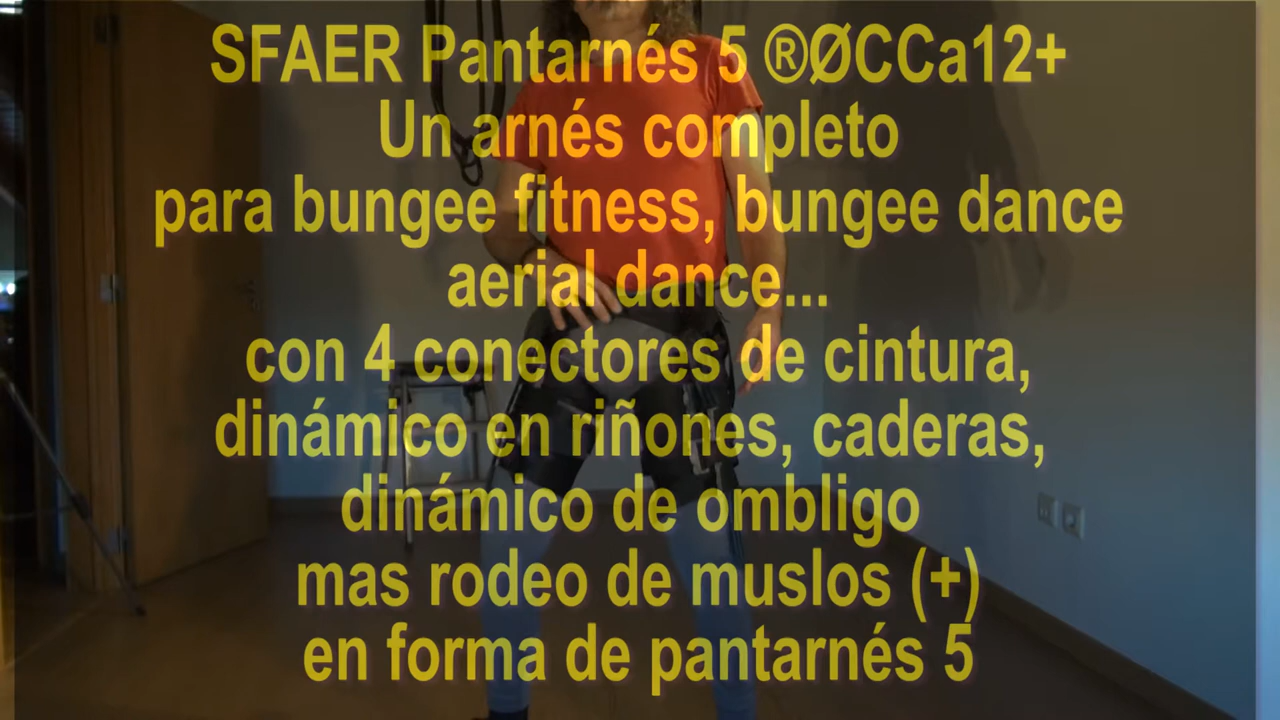 SFAER Pantarnés 5 ®ØCCa12+
Un arnés completo
para bungee fitness, bungee dance
aerial dance...
con 4 conectores de cintura,
dinámico en riñones, caderas,
dinámico de ombligo
mas rodeo de muslos (+)
en forma de pantarnés 5